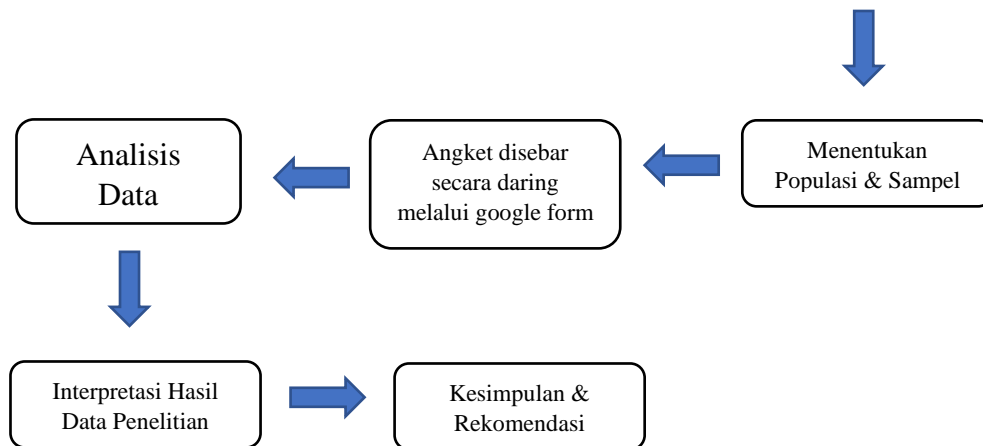 Menentukan
Populasi & Sampel
Angket disebar
secara daring
melalui google form
Analisis
Data
Interpretasi Hasil
Data Penelitian
Kesimpulan &
Rekomendasi